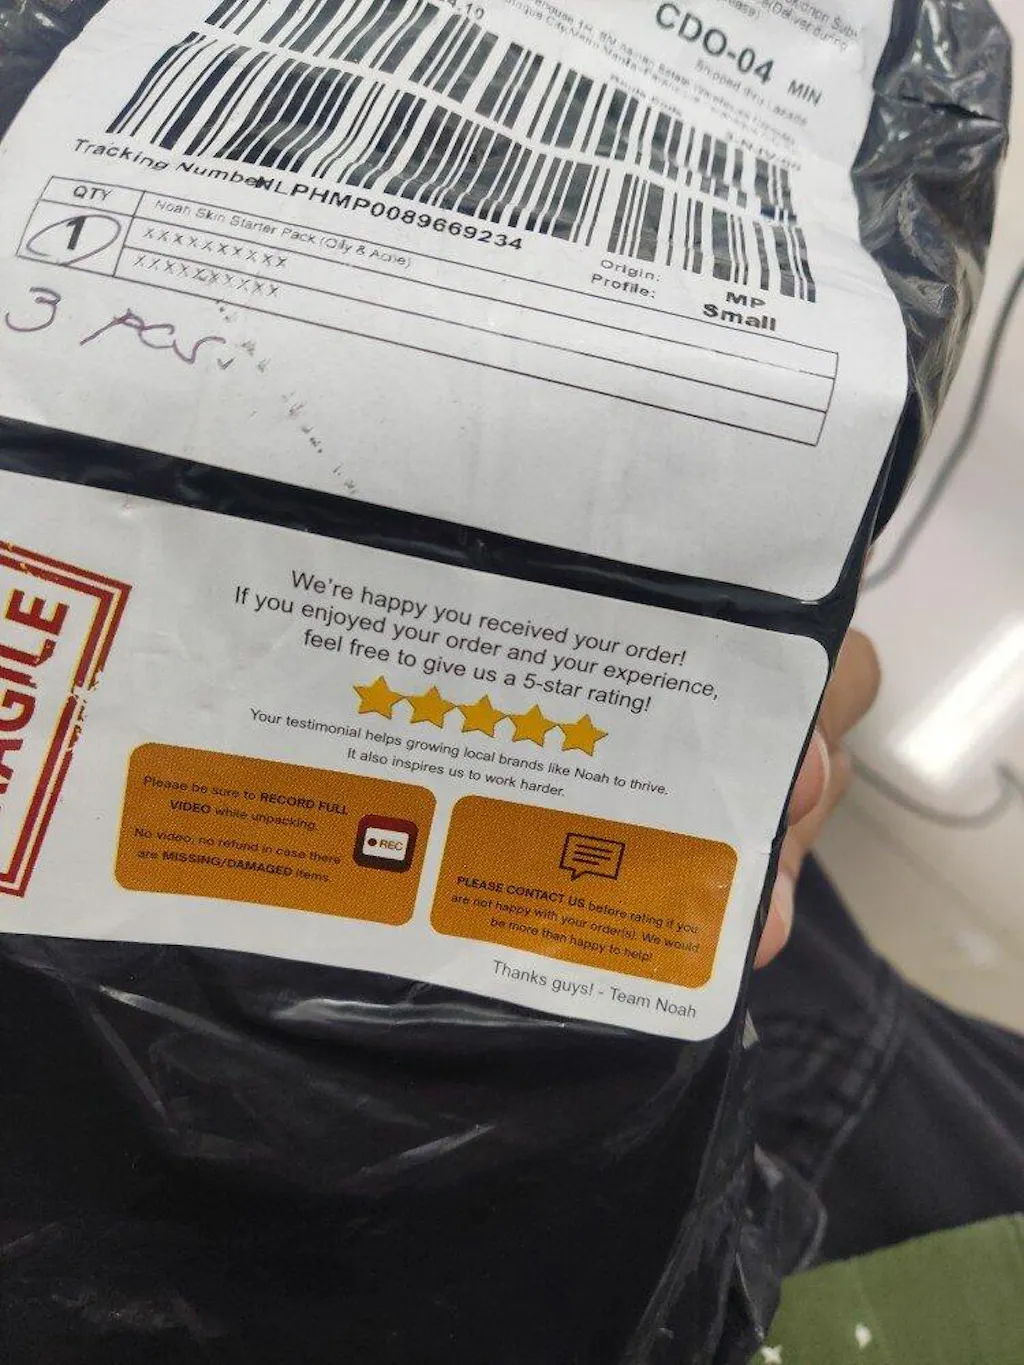 CDO-04 MIN
Shipped thru Lazada
Tracking Number NLPHMP0089669234
Origin: MP
Profile: Small
QTY
1
Noah Skin Starter Pack (Oily & Acne)
XXXXXXXXXX
XXXXXXXXXX
3 pcs
We're happy you received your order!
If you enjoyed your order and your experience,
feel free to give us a 5-star rating!
Your testimonial helps growing local brands like Noah to thrive.
It also inspires us to work harder.
Please be sure to RECORD FULL
VIDEO while unpacking.
No video, no refund in case there
are MISSING/DAMAGED items.
REC
PLEASE CONTACT US before rating if you
are not happy with your order(s). We would
be more than happy to help!
Thanks guys! - Team Noah